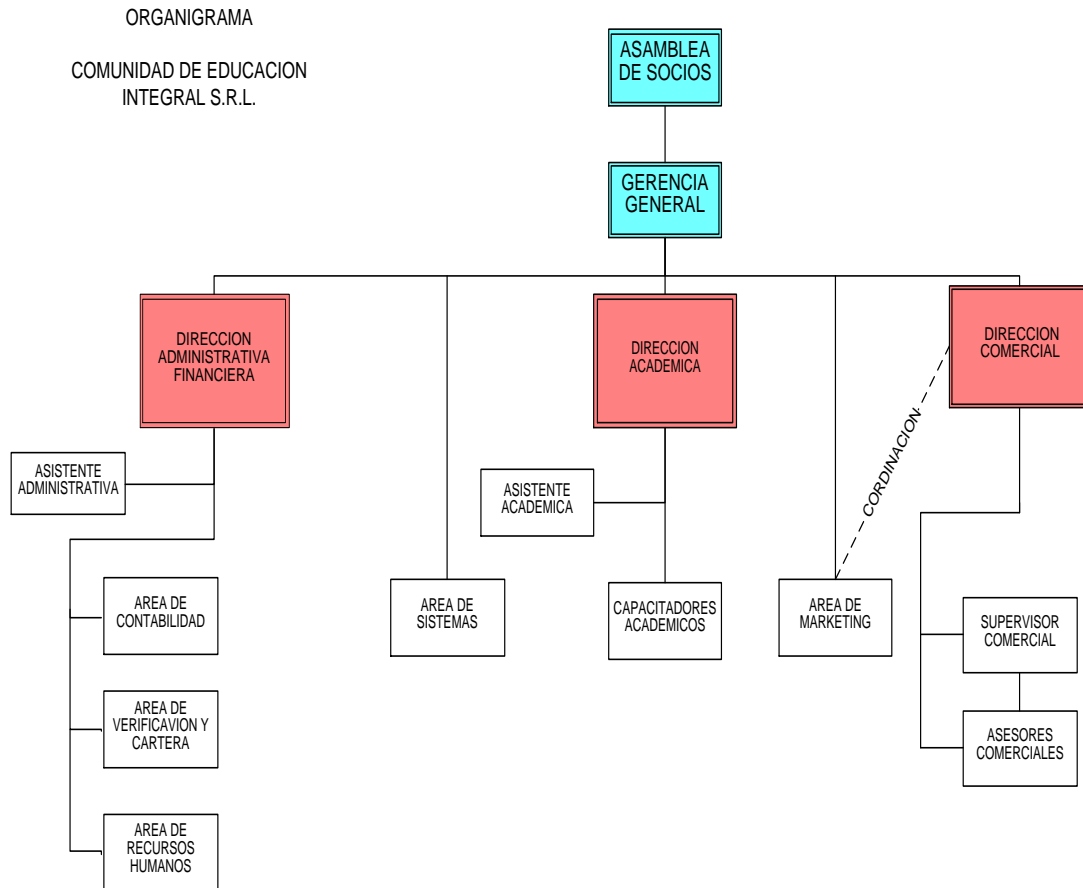 ORGANIGRAMA
COMUNIDAD DE EDUCACION
INTEGRAL S.R.L.
ASAMBLEA
DE SOCIOS
GERENCIA
GENERAL
DIRECCION
ADMINISTRATIVA
FINANCIERA
DIRECCION
ACADEMICA
DIRECCION
COMERCIAL
CORDINACION
ASISTENTE
ADMINISTRATIVA
ASISTENTE
ACADEMICA
AREA DE
CONTABILIDAD
AREA DE
SISTEMAS
CAPACITADORES
ACADEMICOS
AREA DE
MARKETING
SUPERVISOR
COMERCIAL
AREA DE
VERIFICAVION Y
CARTERA
ASESORES
COMERCIALES
AREA DE
RECURSOS
HUMANOS